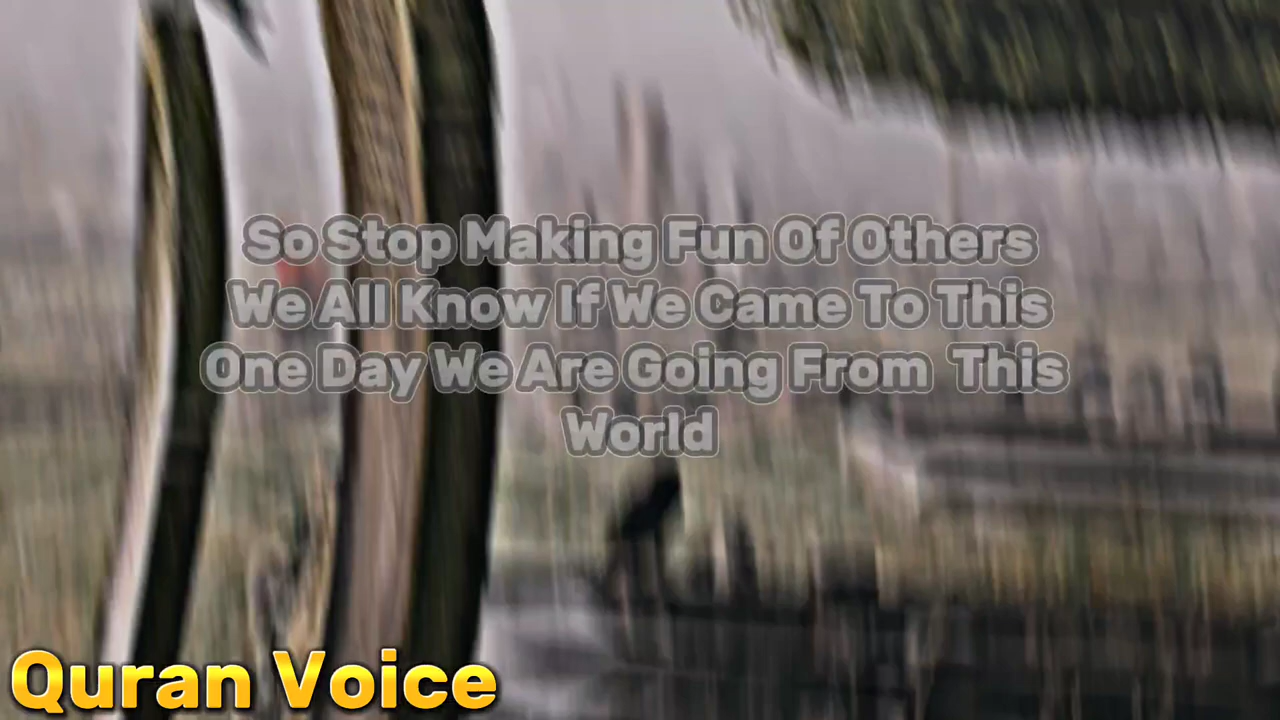 So Stop Making Fun Of Others
We All Know If We Came To This
One Day We Are Going From This
World
Quran Voice